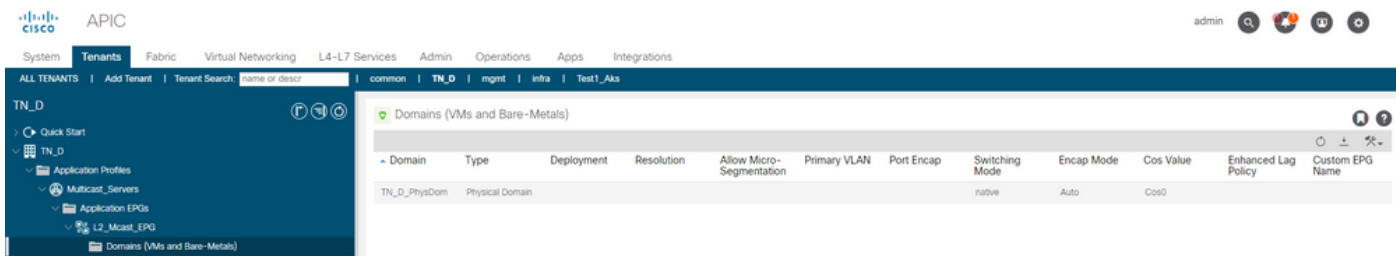 CISCO APIC admin
System Tenants Fabric Virtual Networking L4-L7 Services Admin Operations Apps Integrations
ALL TENANTS | Add Tenant | Tenant Search: name or descr | common | TN_D | mgmt | infra | Test1_Aks
TN_D
Quick Start
TN_D
Application Profiles
Multicast_Servers
Application EPGs
L2_Mcast_EPG
Domains (VMs and Bare-Metals)
Domains (VMs and Bare-Metals)
Domain Type Deployment Resolution Allow Micro- Primary VLAN Port Encap Switching Encap Mode Cos Value Enhanced Lag Custom EPG
Segmentation Mode Policy Name
TN_D_PhysDom Physical Domain native Auto Cos0